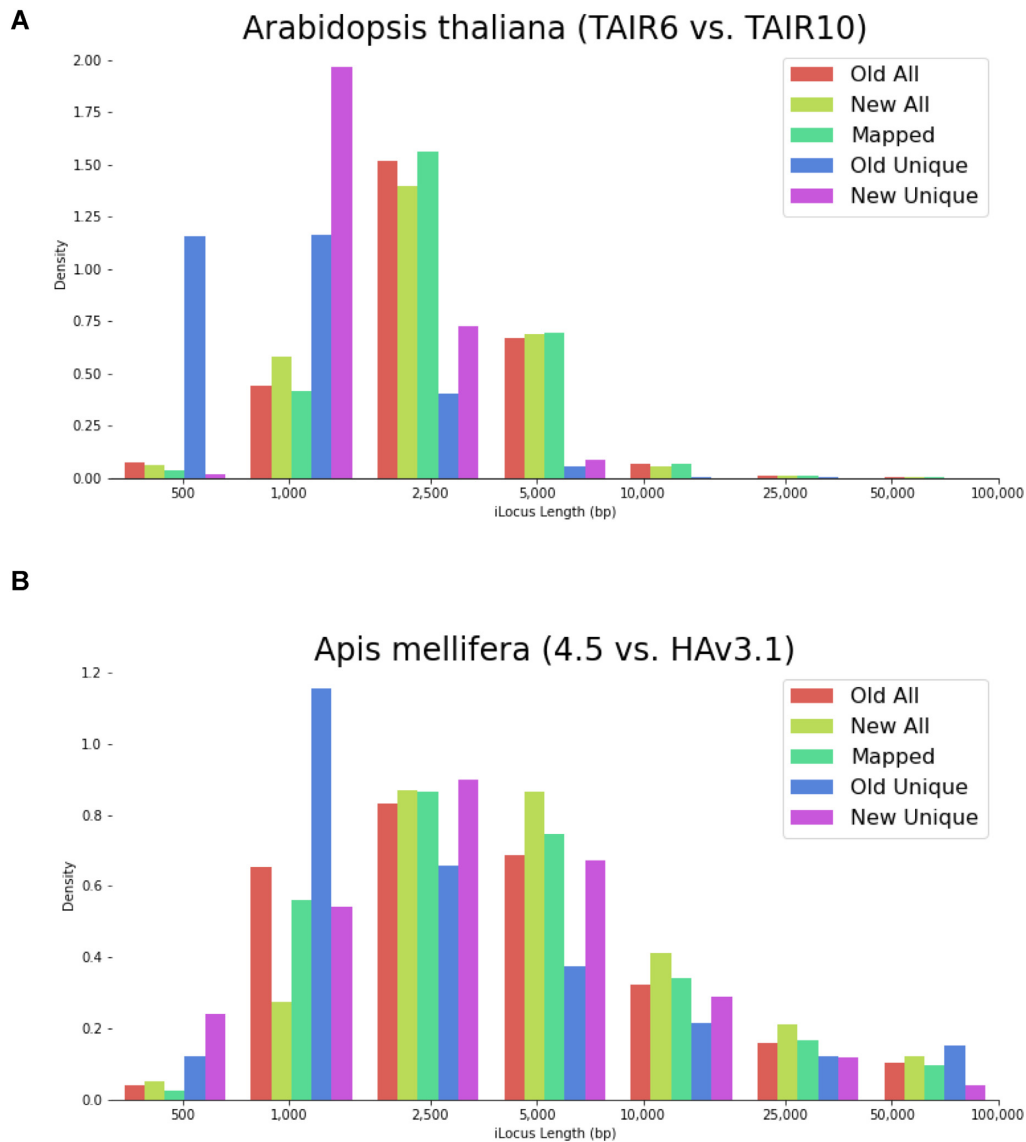 A
Arabidopsis thaliana (TAIR6 vs. TAIR10)
2.00
1.75
1.50
1.25
1.00
0.75
0.50
0.25
0.00
Density
Old All
New All
Mapped
Old Unique
New Unique
500 1,000 2,500 5,000 10,000 25,000 50,000 100,000
iLocus Length (bp)
B
Apis mellifera (4.5 vs. HAv3.1)
1.2
1.0
0.8
0.6
0.4
0.2
0.0
Density
Old All
New All
Mapped
Old Unique
New Unique
500 1,000 2,500 5,000 10,000 25,000 50,000 100,000
iLocus Length (bp)